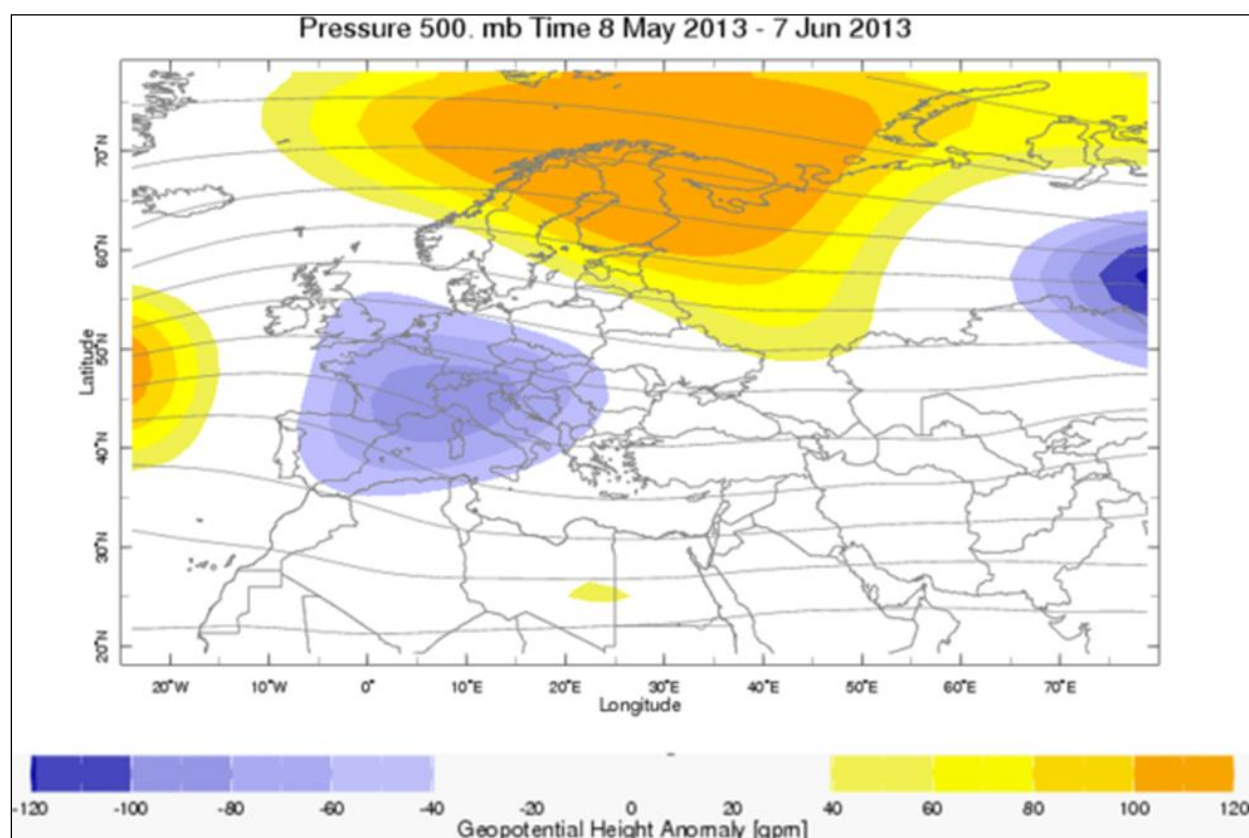 Pressure 500. mb Time 8 May 2013 - 7 Jun 2013
70°N
60°N
50°N
40°N
30°N
20°N
Latitude
20°W 10°W 0° 10°E 20°E 30°E 40°E 50°E 60°E 70°E
Longitude
-120 -100 -80 -60 -40 -20 0 20 40 60 80 100 120
Geopotential Height Anomaly [gpm]